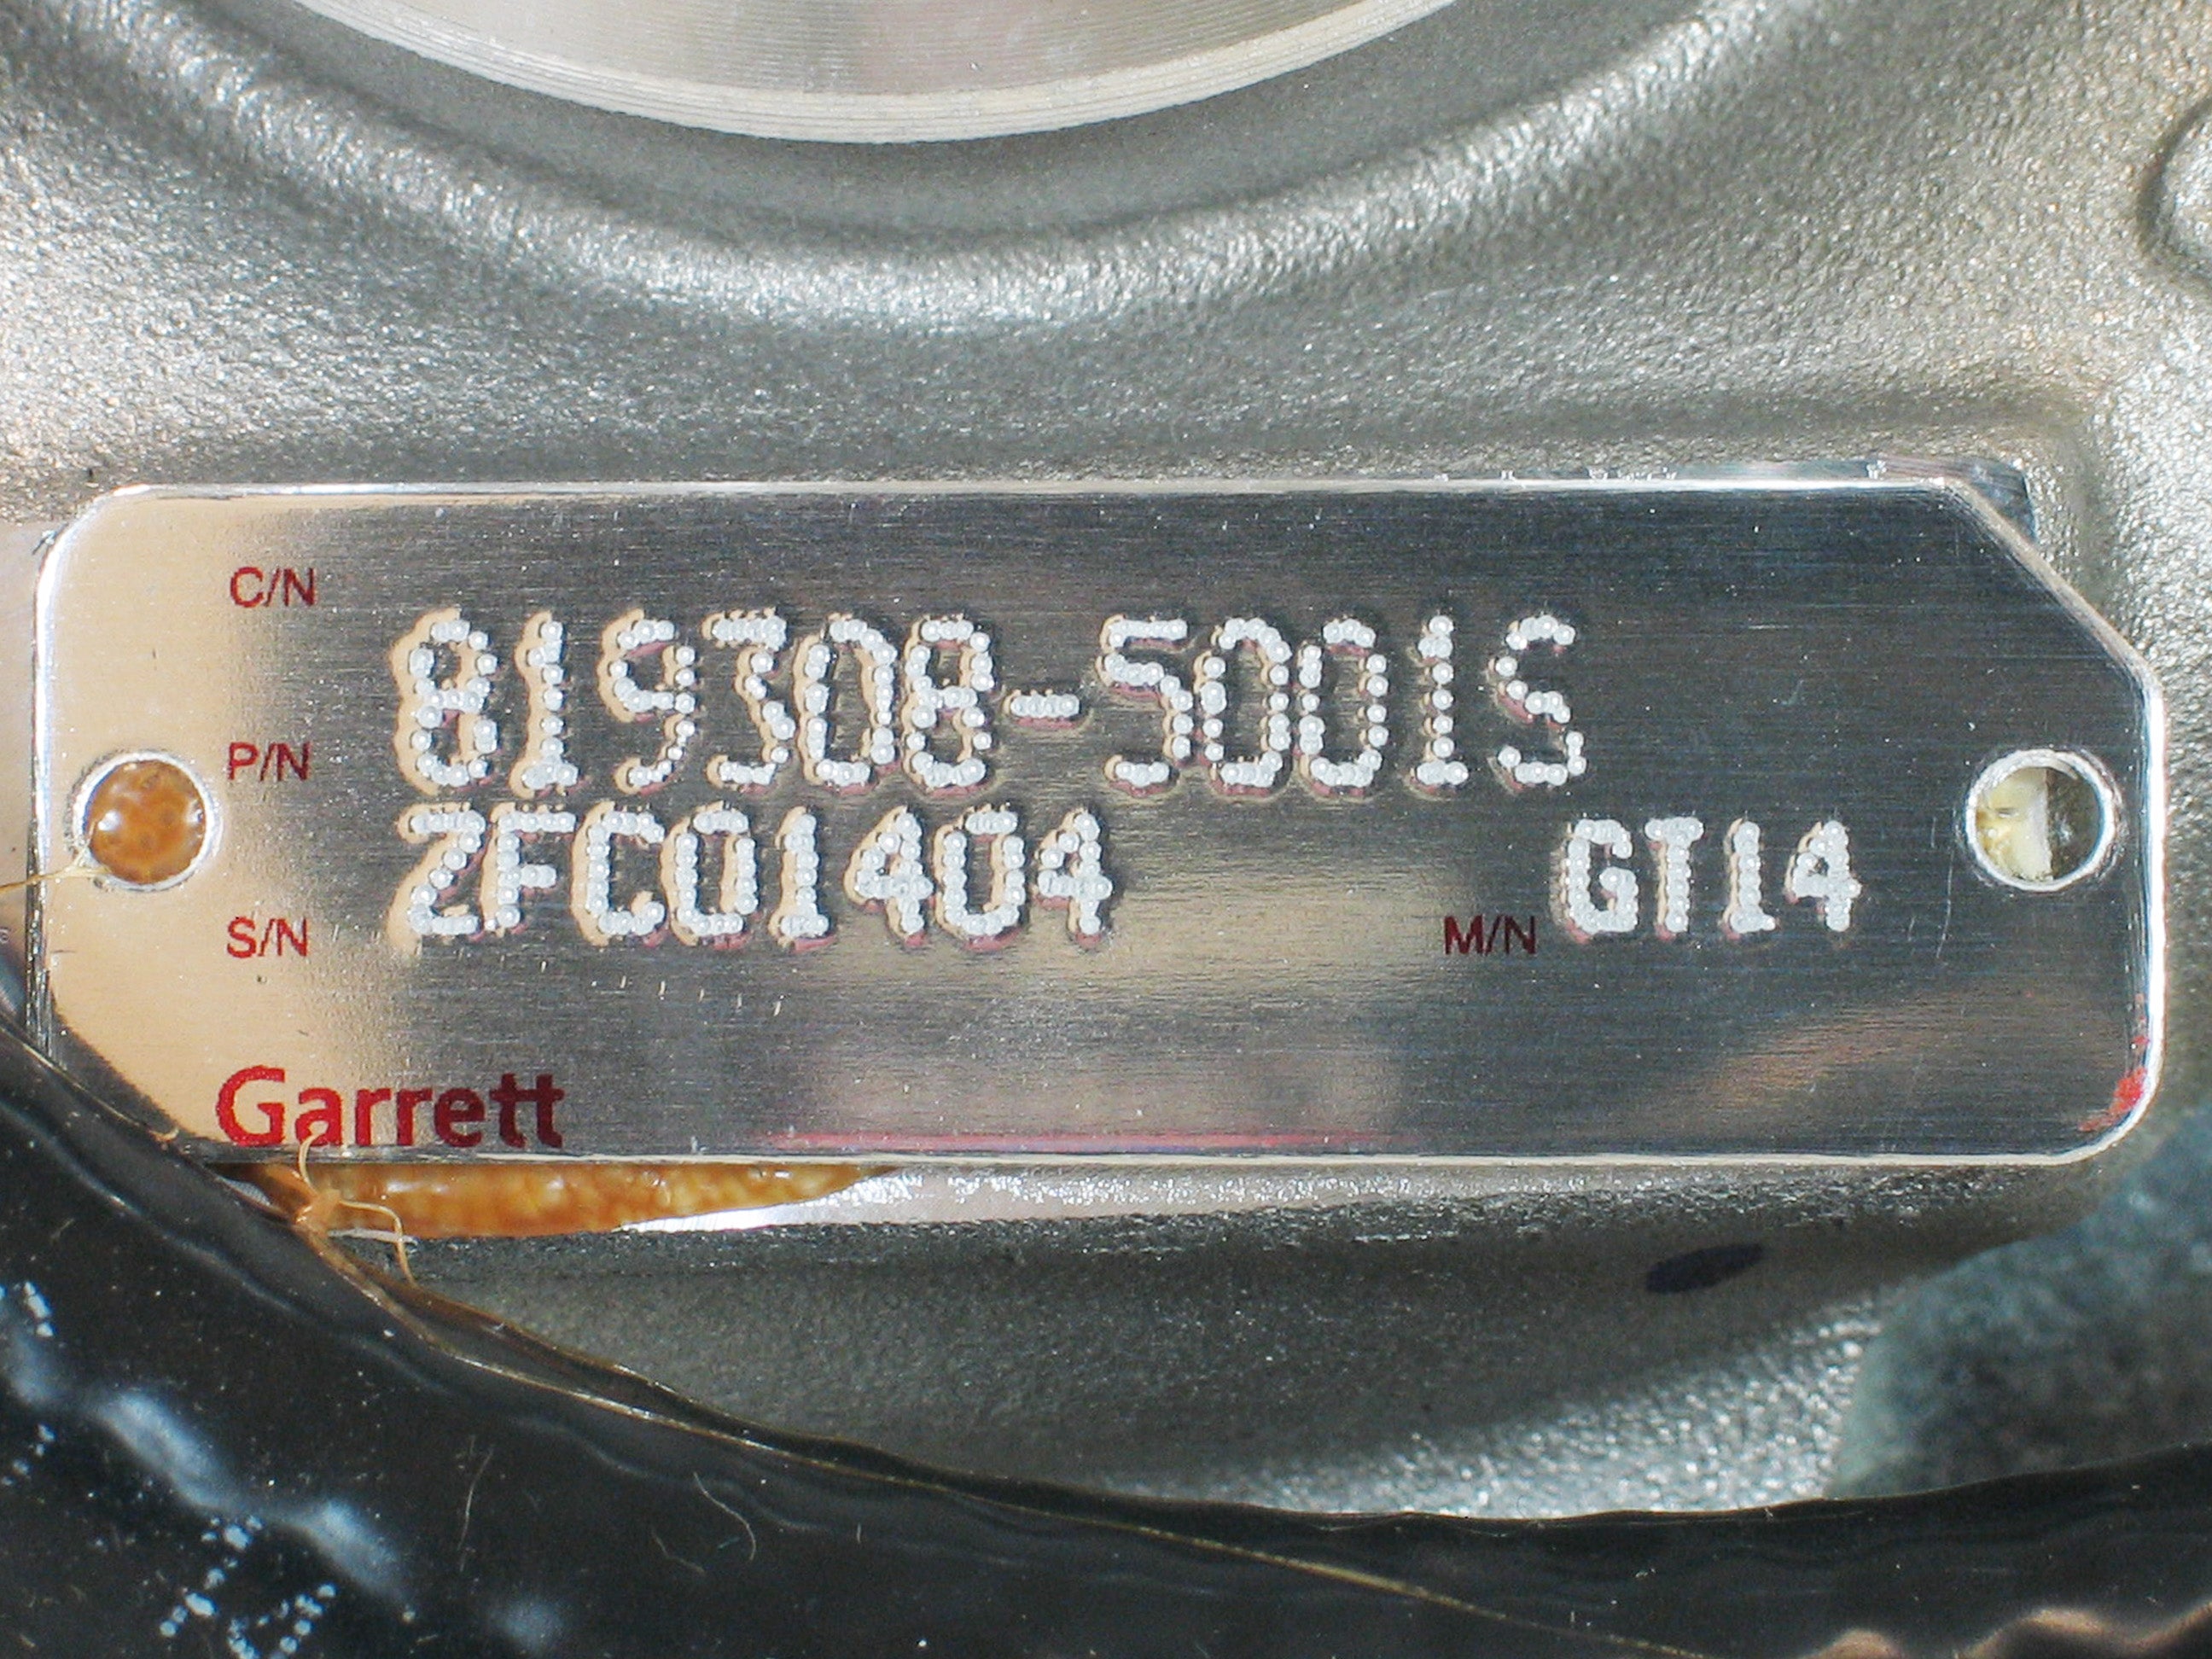 C/N
819308-5001S
P/N
ZFC01404
S/N
M/N GT14
Garrett